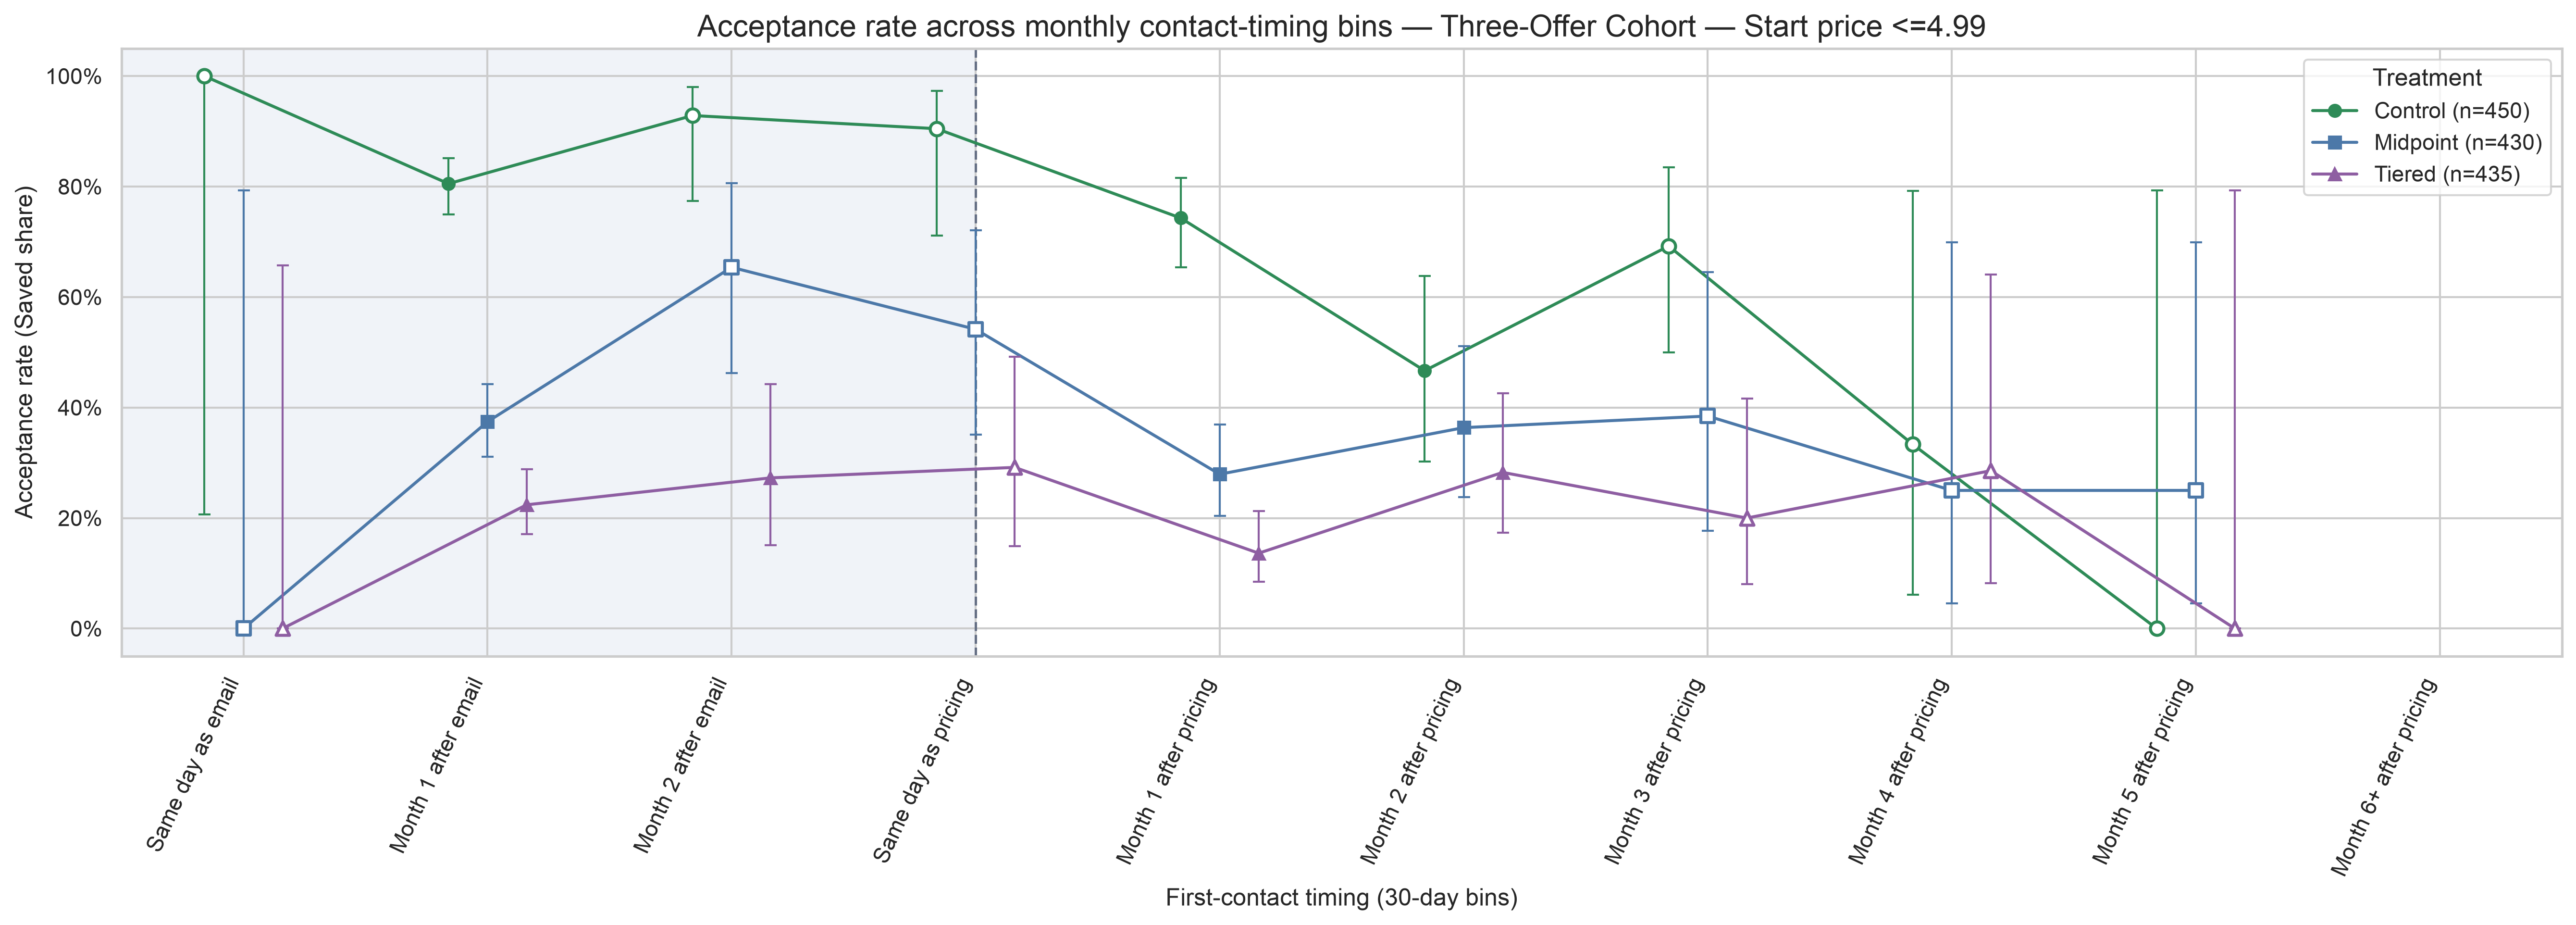 Acceptance rate across monthly contact-timing bins — Three-Offer Cohort — Start price <=4.99
Acceptance rate (Saved share)
100%
80%
60%
40%
20%
0%
Treatment
Control (n=450)
Midpoint (n=430)
Tiered (n=435)
Same day as email
Month 1 after email
Month 2 after email
Same day as pricing
Month 1 after pricing
Month 2 after pricing
Month 3 after pricing
Month 4 after pricing
Month 5 after pricing
Month 6+ after pricing
First-contact timing (30-day bins)